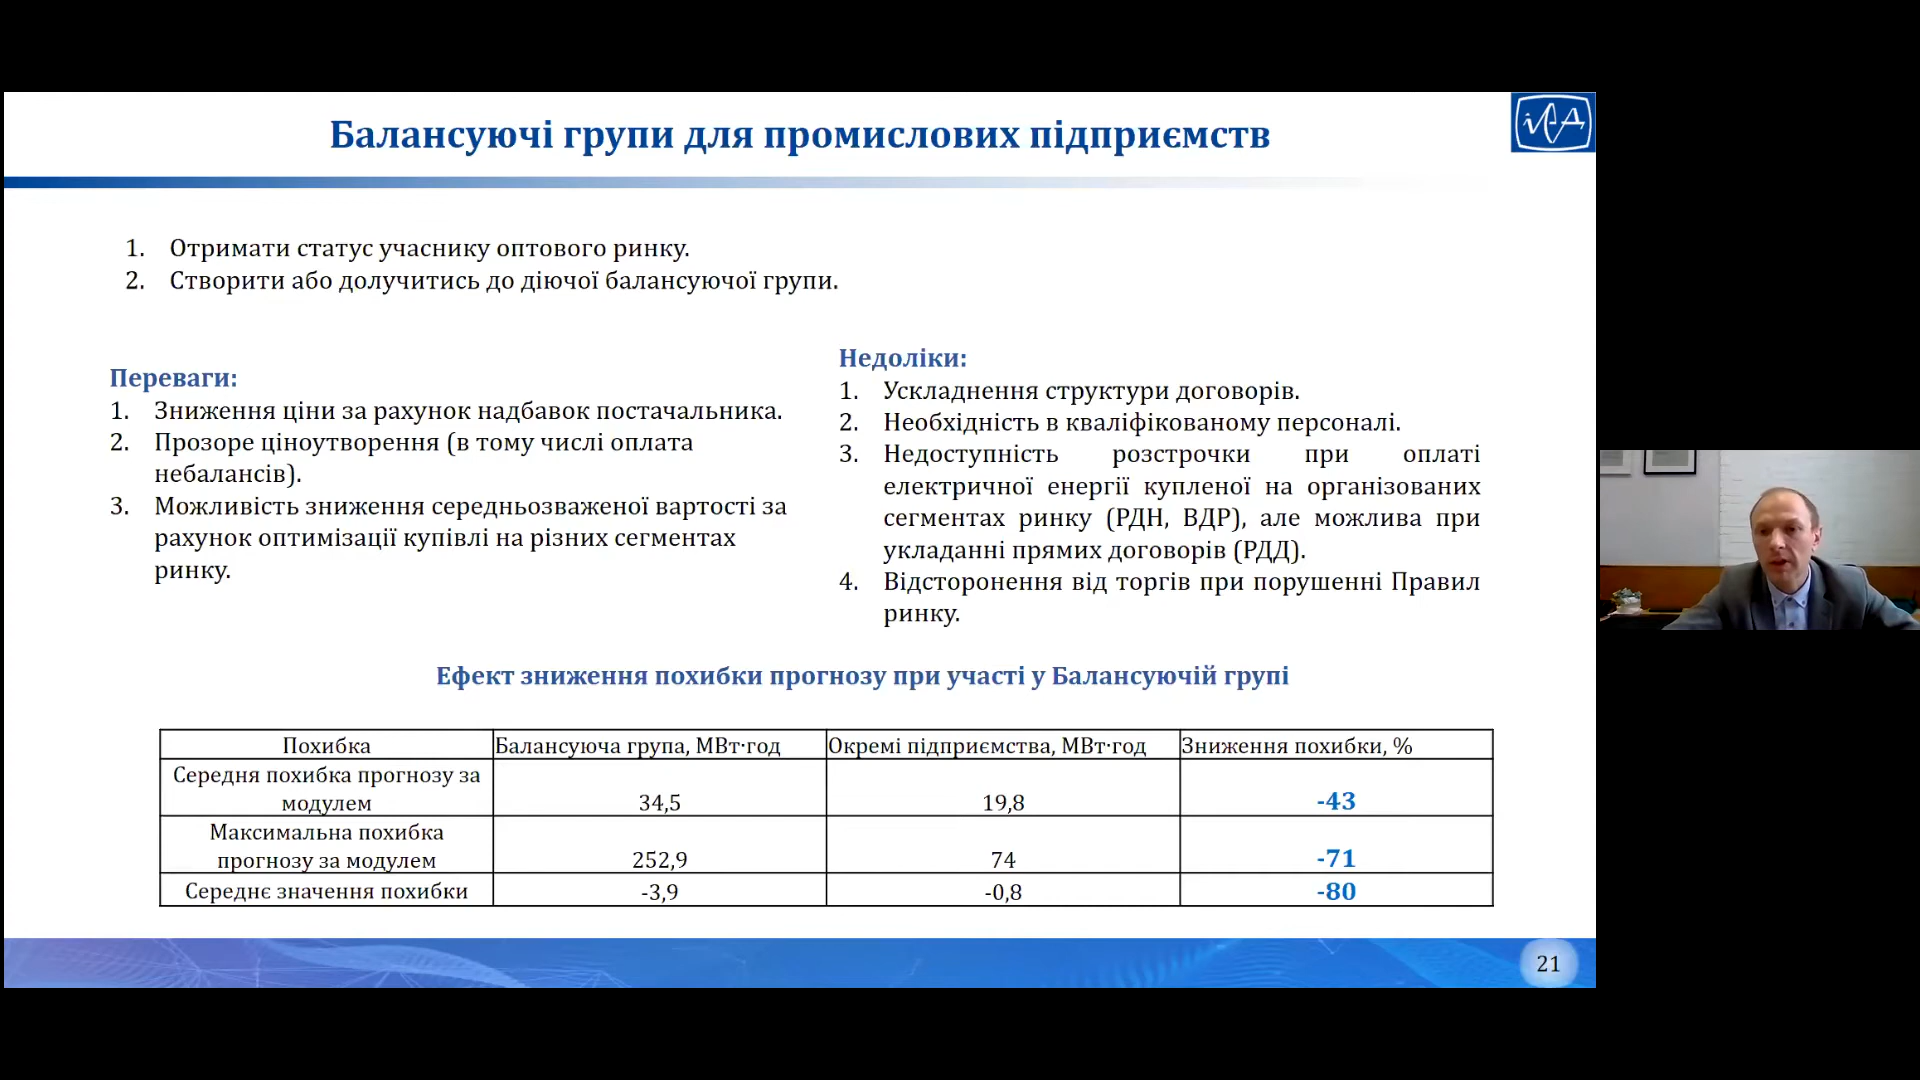 Балансуючі групи для промислових підприємств
ІЕД
1. Отримати статус учаснику оптового ринку.
2. Створити або долучитись до діючої балансуючої групи.
Переваги:
1. Зниження ціни за рахунок надбавок постачальника.
2. Прозоре ціноутворення (в тому числі оплата
небалансів).
3. Можливість зниження середньозваженої вартості за
рахунок оптимізації купівлі на різних сегментах
ринку.
Недоліки:
1. Ускладнення структури договорів.
2. Необхідність в кваліфікованому персоналі.
3. Недоступність розстрочки при оплаті
електричної енергії купленої на організованих
сегментах ринку (РДН, ВДР), але можлива при
укладанні прямих договорів (РДД).
4. Відсторонення від торгів при порушенні Правил
ринку.
Ефект зниження похибки прогнозу при участі у Балансуючій групі
Похибка Балансуюча група, МВт·год Окремі підприємства, МВт·год Зниження похибки, %
Середня похибка прогнозу за
модулем 34,5 19,8 -43
Максимальна похибка
прогнозу за модулем 252,9 74 -71
Середнє значення похибки -3,9 -0,8 -80
21